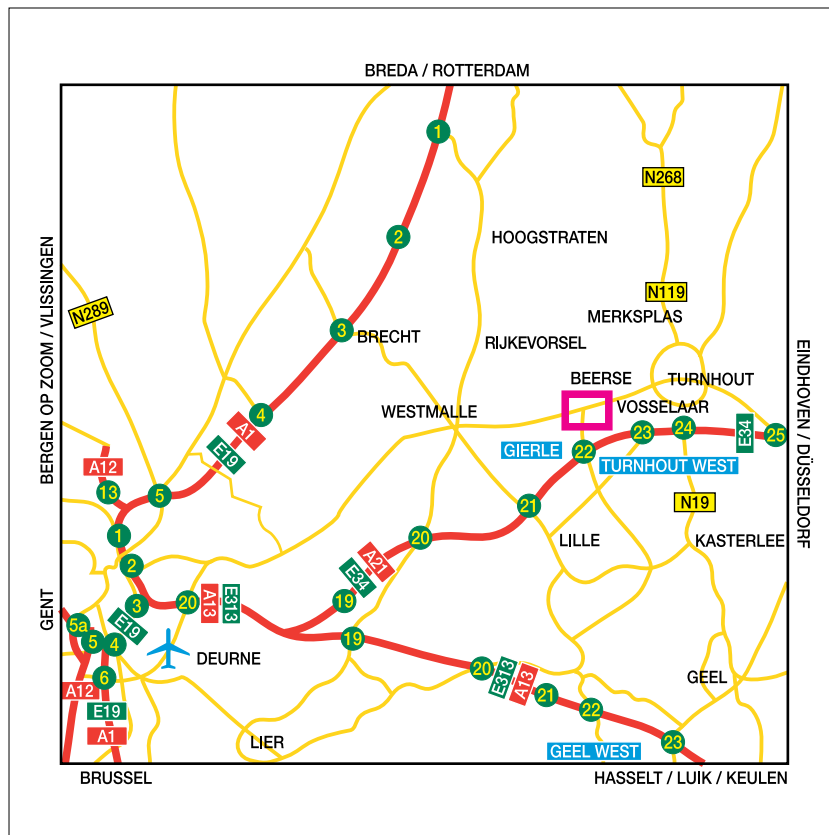 BREDA / ROTTERDAM
1
N268
2
HOOGSTRATEN
BERGEN OP ZOOM / VLISSINGEN
N289
N119
MERKSPLAS
3
BRECHT
RIJKEVORSEL
EINDHOVEN / DÜSSELDORF
BEERSE
TURNHOUT
4
WESTMALLE
VOSSELAAR
A1
E19
23
24
E34
25
GIERLE
22
TURNHOUT WEST
A12
13
5
21
N19
1
20
LILLE
KASTERLEE
2
A21
E34
GENT
3
20
A13
E313
19
5a
5
4
E19
19
DEURNE
20
E313
A13
GEEL
6
A12
21
22
E19
A1
LIER
GEEL WEST
23
BRUSSEL
HASSELT / LUIK / KEULEN